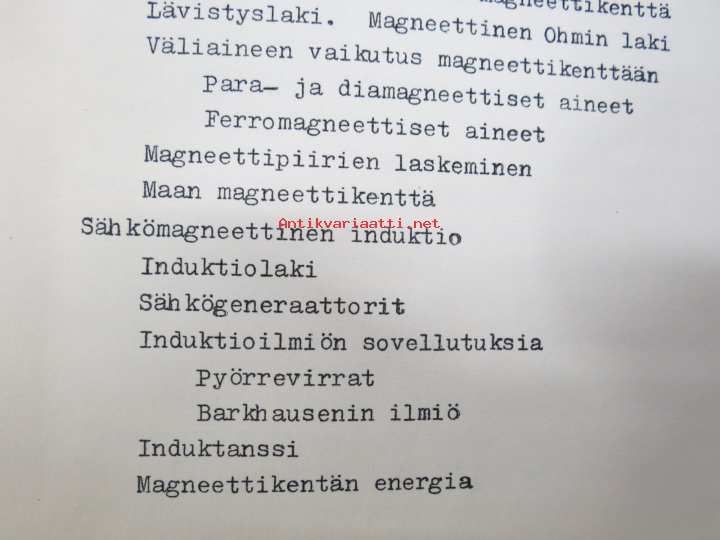 magneettikenttä
Lävistyslaki. Magneettinen Ohmin laki
Väliaineen vaikutus magneettikenttään
Para- ja diamagneettiset aineet
Ferromagneettiset aineet
Magneettipiirien laskeminen
Maan magneettikenttä
Antikvariaatti.net
Sähkömagneettinen induktio
Induktiolaki
Sähkögeneraattorit
Induktioilmiön sovellutuksia
Pyörrevirrat
Barkhausenin ilmiö
Induktanssi
Magneettikentän energia